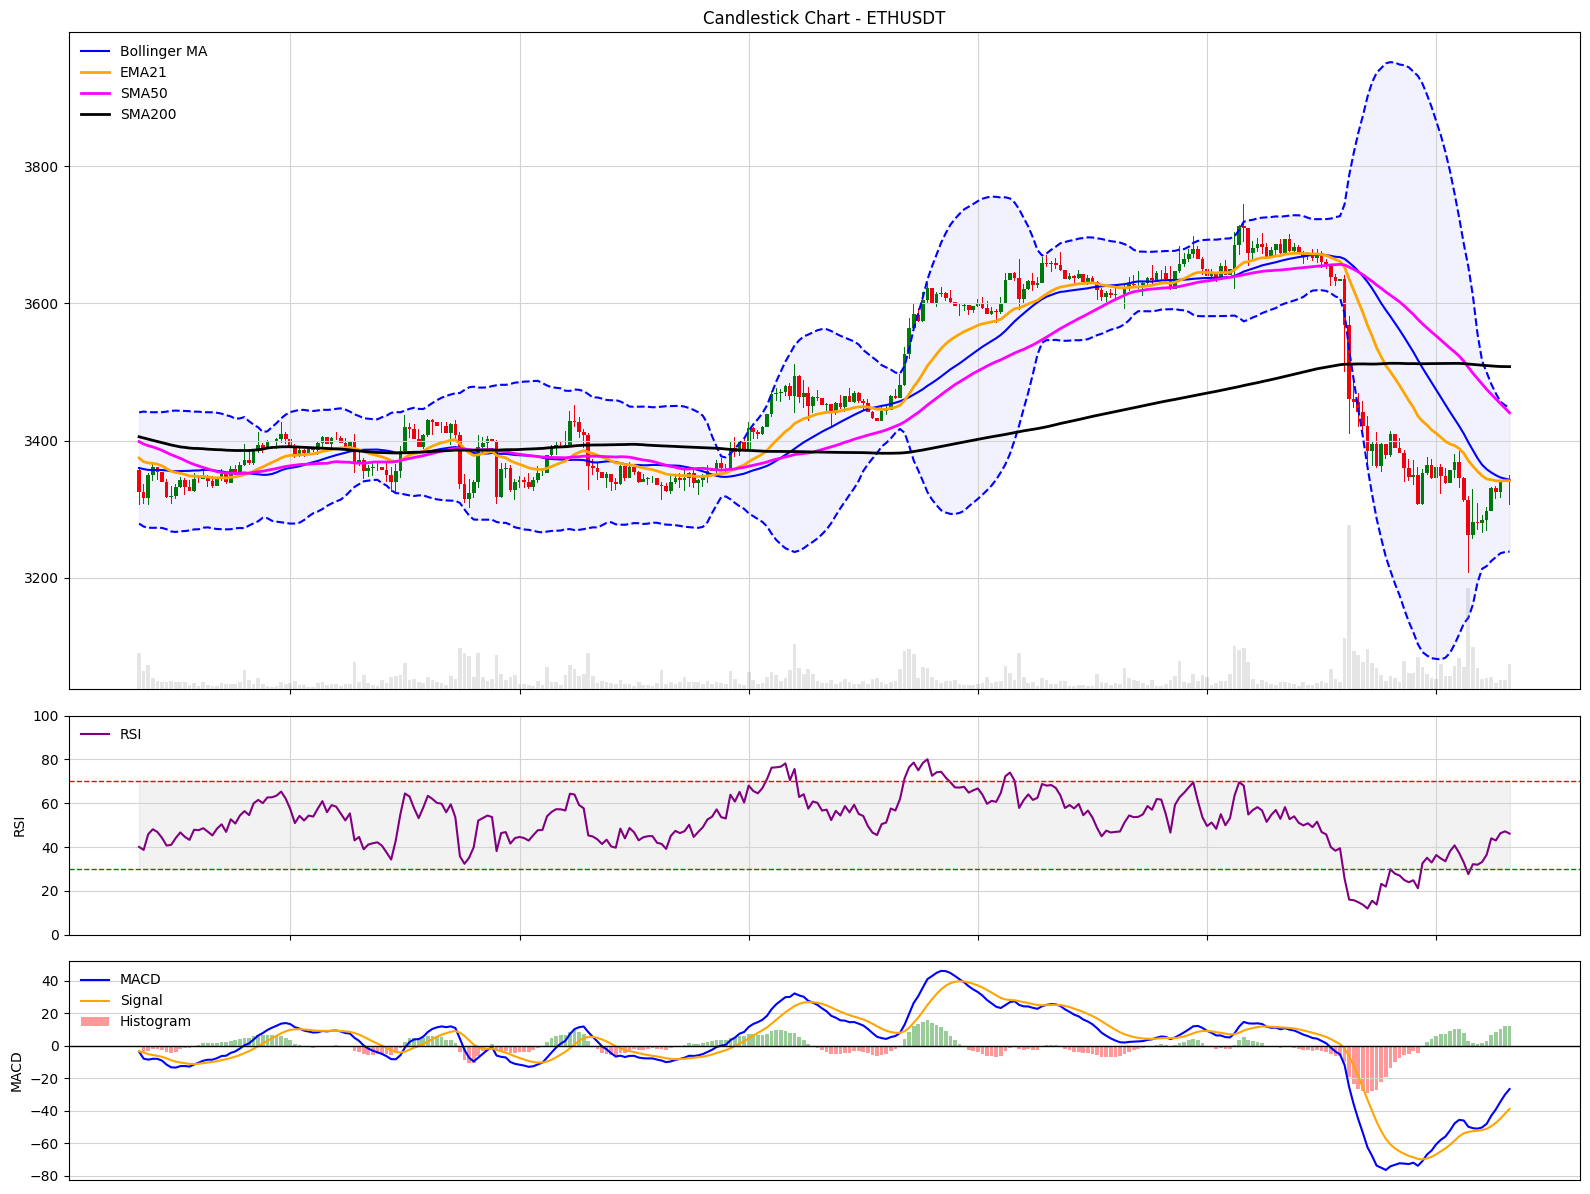 Candlestick Chart - ETHUSDT
Bollinger MA
EMA21
SMA50
SMA200
3800
3600
3400
3200
100
RSI
80
60
RSI
40
20
0
MACD
40
Signal
20
Histogram
0
MACD
−20
−40
−60
−80